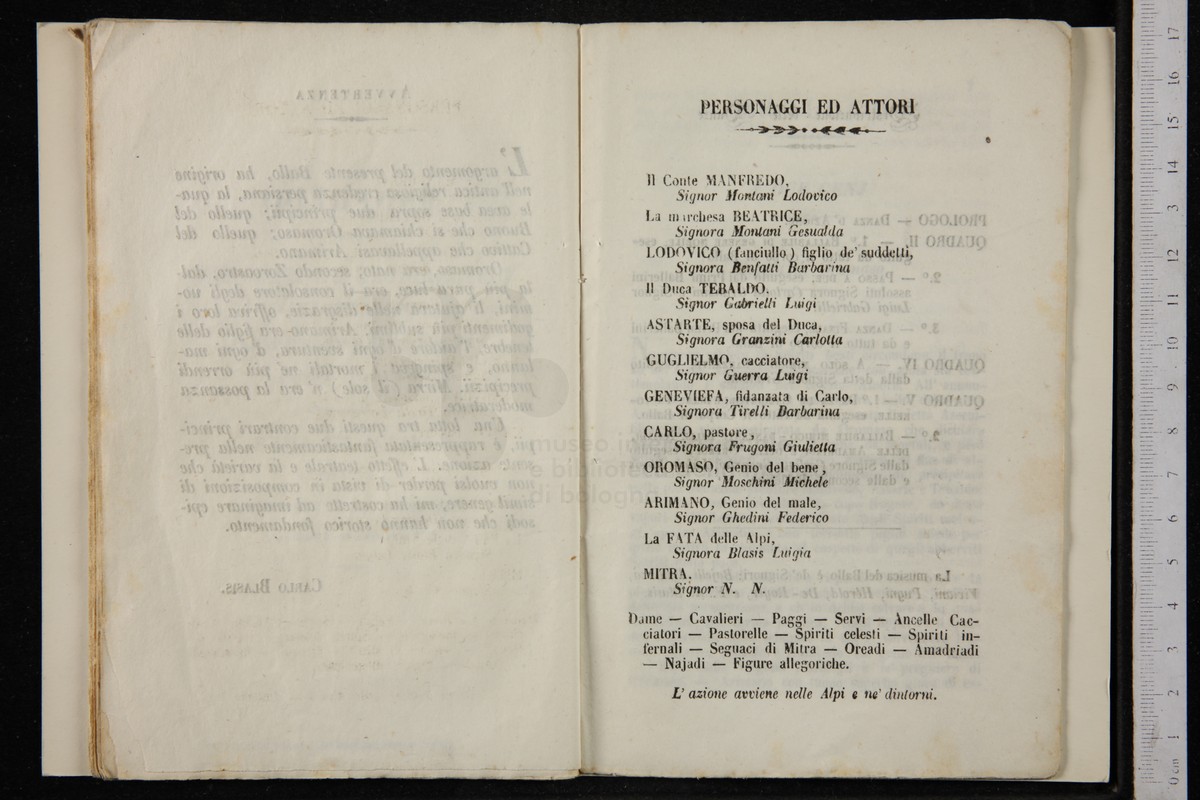 PERSONAGGI ED ATTORI
Il Conte MANFREDO,
Signor Montani Lodovico
La marchesa BEATRICE,
Signora Montani Gesualda
LODOVICO (fanciullo) figlio de' suddetti,
Signora Benfatti Barbarina
Il Duca TEBALDO.
Signor Gabrielli Luigi
ASTARTE, sposa del Duca,
Signora Granzini Carlotta
GUGLIELMO, cacciatore,
Signor Guerra Luigi
GENEVIEFA, fidanzata di Carlo,
Signora Tirelli Barbarina
CARLO, pastore,
Signora Frugoni Giulietta
OROMASO, Genio del bene,
Signor Moschini Michele
ARIMANO, Genio del male,
Signor Ghedini Federico
La FATA delle Alpi,
Signora Blasis Luigia
MITRA.
Signor N. N.
Dame — Cavalieri — Paggi — Servi — Ancelle Cac-
ciatori — Pastorelle — Spiriti celesti — Spiriti in-
fernali — Seguaci di Mitra — Oreadi — Amadriadi
— Najadi — Figure allegoriche.
L' azione avviene nelle Alpi e ne' dintorni.